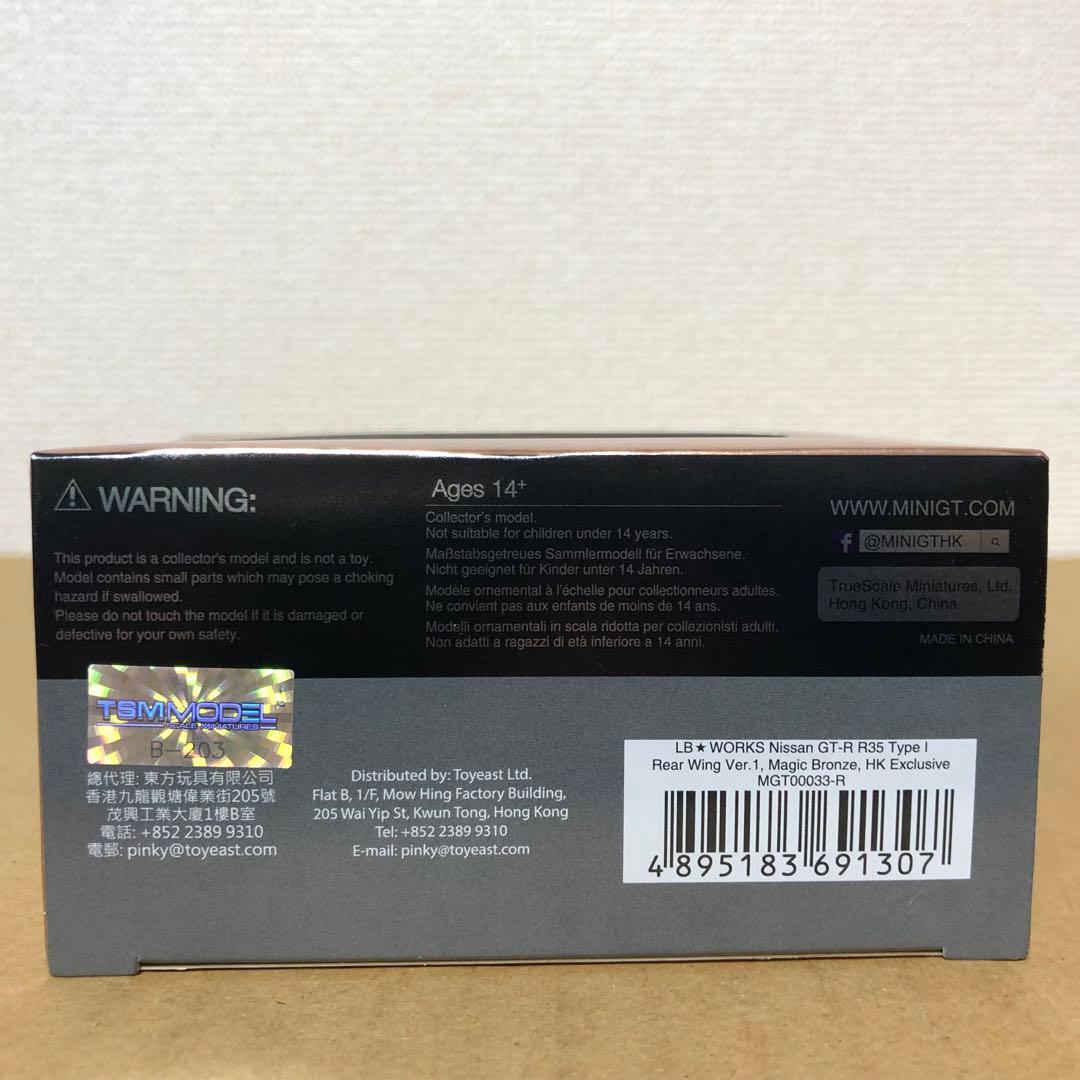 WARNING:
This product is a collector's model and is not a toy.
Model contains small parts which may pose a choking
hazard if swallowed.
Please do not touch the model if it is damaged or
defective for your own safety.
Ages 14+
Collector's model.
Not suitable for children under 14 years.
Maßstabsgetreues Sammlermodell für Erwachsene.
Nicht geeignet für Kinder unter 14 Jahren.
Modèle ornemental à l'échelle pour collectionneurs adultes.
Ne convient pas aux enfants de moins de 14 ans.
Modelli ornamentali in scala ridotta per collezionisti adulti.
Non adatti a ragazzi di età inferiore a 14 anni.
WWW.MINIGT.COM
f @MINIGTHK
TrueScale Miniatures, Ltd.
Hong Kong, China
MADE IN CHINA
TSM MODEL
SCALE MINIATURES
B-203
總代理: 東方玩具有限公司
香港九龍觀塘偉業街205號
茂興工業大廈1樓B室
電話: +852 2389 9310
電郵: pinky@toyeast.com
Distributed by: Toyeast Ltd.
Flat B, 1/F, Mow Hing Factory Building,
205 Wai Yip St, Kwun Tong, Hong Kong
Tel: +852 2389 9310
E-mail: pinky@toyeast.com
LB★WORKS Nissan GT-R R35 Type I
Rear Wing Ver.1, Magic Bronze, HK Exclusive
MGT00033-R
4 895183 691307